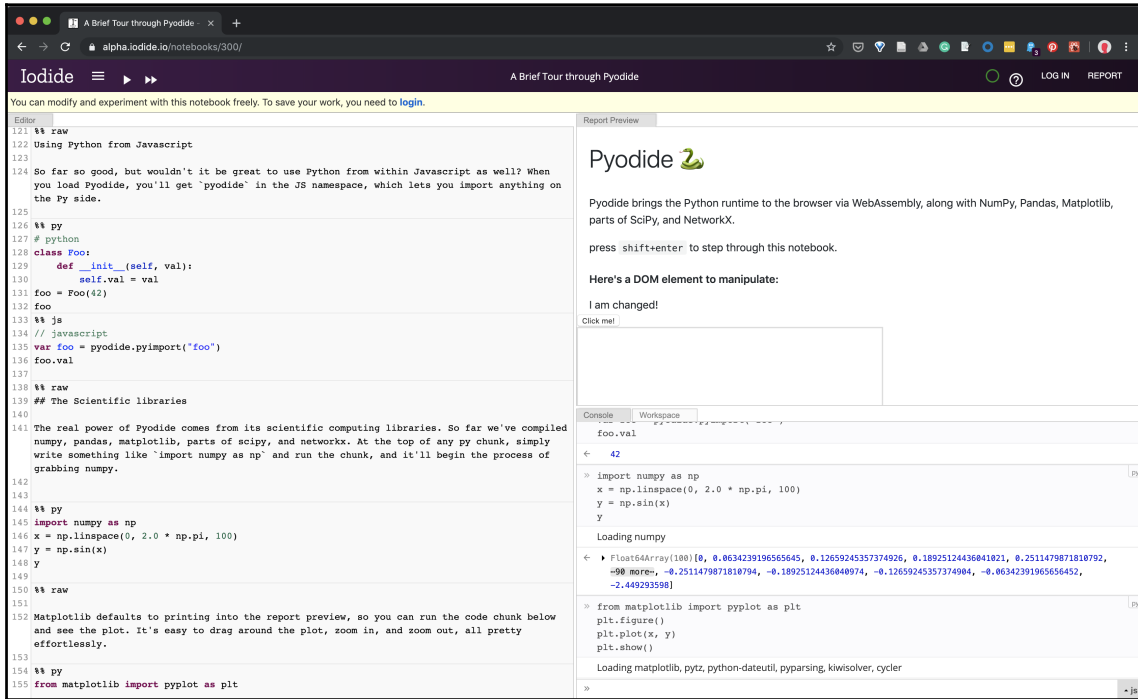 A Brief Tour through Pyodide -
alpha.iodide.io/notebooks/300/
3
Iodide
A Brief Tour through Pyodide
LOG IN
REPORT
You can modify and experiment with this notebook freely. To save your work, you need to login.
Editor
121 %% raw
122 Using Python from Javascript
123
124 So far so good, but wouldn't it be great to use Python from within Javascript as well? When
you load Pyodide, you'll get `pyodide` in the JS namespace, which lets you import anything on
the Py side.
125
126 %% py
127 # python
128 class Foo:
129     def __init__(self, val):
130         self.val = val
131 foo = Foo(42)
132 foo
133 %% js
134 // javascript
135 var foo = pyodide.pyimport("foo")
136 foo.val
137
138 %% raw
139 ## The Scientific libraries
140
141 The real power of Pyodide comes from its scientific computing libraries. So far we've compiled
numpy, pandas, matplotlib, parts of scipy, and networkx. At the top of any py chunk, simply
write something like `import numpy as np` and run the chunk, and it'll begin the process of
grabbing numpy.
142
143
144 %% py
145 import numpy as np
146 x = np.linspace(0, 2.0 * np.pi, 100)
147 y = np.sin(x)
148 y
149
150 %% raw
151
152 Matplotlib defaults to printing into the report preview, so you can run the code chunk below
and see the plot. It's easy to drag around the plot, zoom in, and zoom out, all pretty
effortlessly.
153
154 %% py
155 from matplotlib import pyplot as plt
Report Preview
Pyodide
Pyodide brings the Python runtime to the browser via WebAssembly, along with NumPy, Pandas, Matplotlib,
parts of SciPy, and NetworkX.
press shift+enter to step through this notebook.
Here's a DOM element to manipulate:
I am changed!
Click me!
Console
Workspace
foo.val
← 42
» import numpy as np
x = np.linspace(0, 2.0 * np.pi, 100)
y = np.sin(x)
y
Loading numpy
← ▸ Float64Array(100)[0, 0.0634239196565645, 0.12659245357374926, 0.18925124436041021, 0.2511479871810792,
⋯90 more⋯, -0.2511479871810794, -0.18925124436040974, -0.12659245357374904, -0.06342391965656452,
-2.449293598]
» from matplotlib import pyplot as plt
plt.figure()
plt.plot(x, y)
plt.show()
Loading matplotlib, pytz, python-dateutil, pyparsing, kiwisolver, cycler
»
js